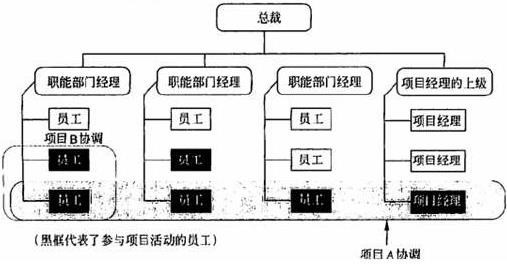 总裁
职能部门经理 职能部门经理 职能部门经理 项目经理的上级
员工 员工 员工 项目经理
项目B协调
员工 员工 员工 项目经理
员工 员工 员工 项目经理
(黑框代表了参与项目活动的员工)
项目A协调